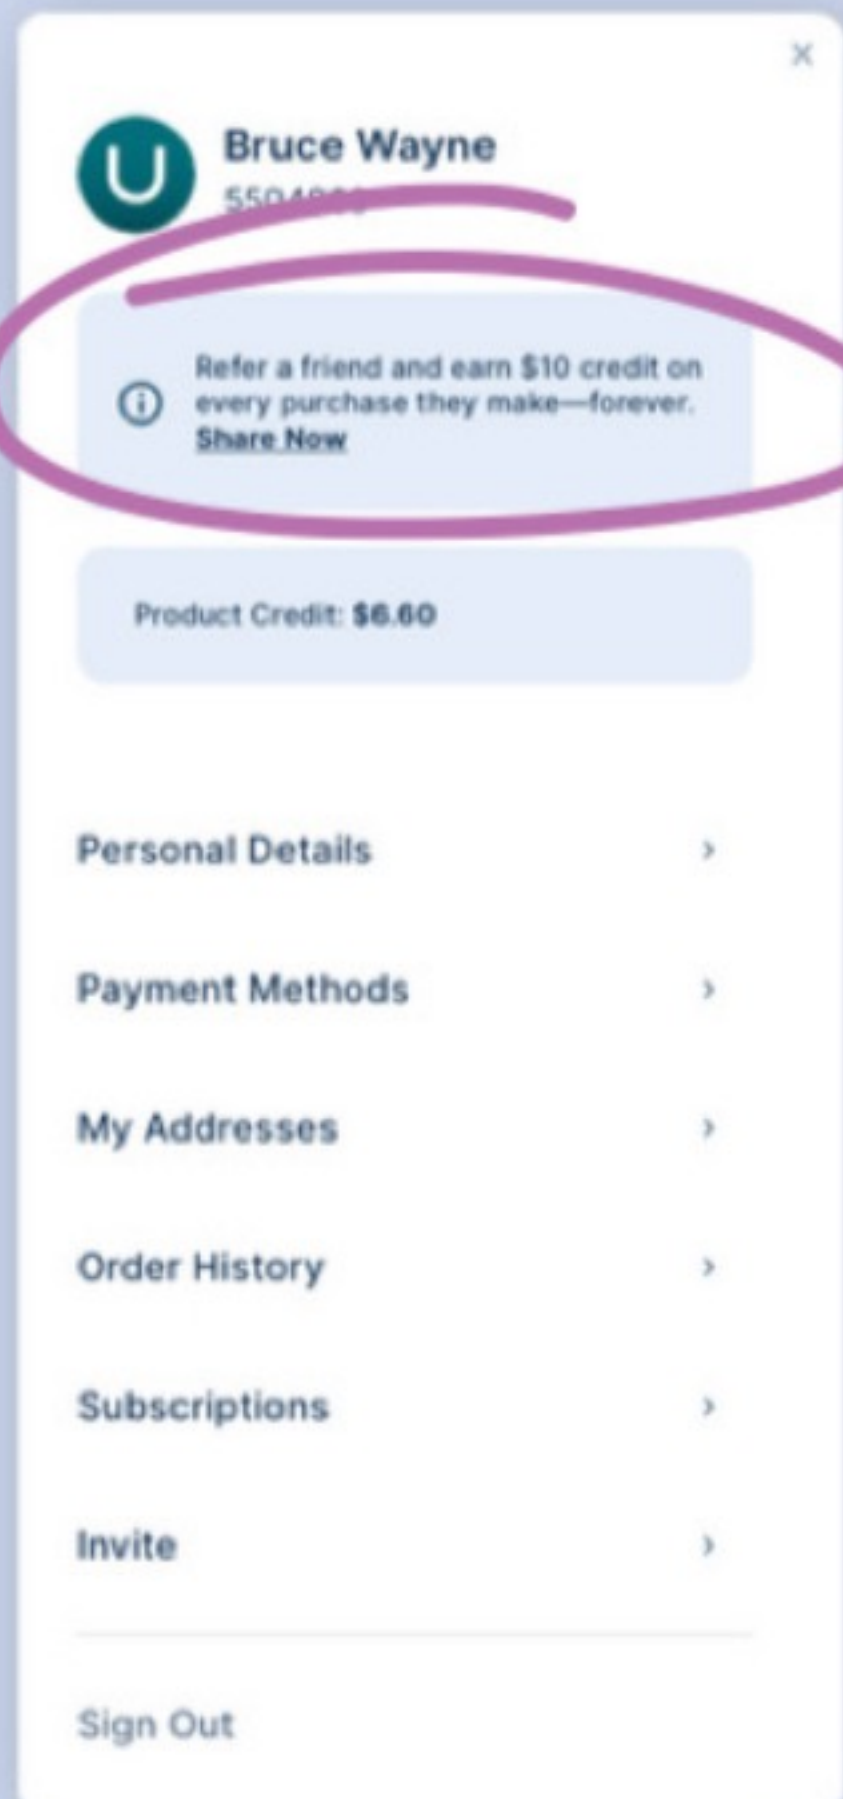 ×
U
Bruce Wayne
Refer a friend and earn $10 credit on
every purchase they make—forever.
Share Now
Product Credit: $6.60
Personal Details
Payment Methods
My Addresses
Order History
Subscriptions
Invite
Sign Out